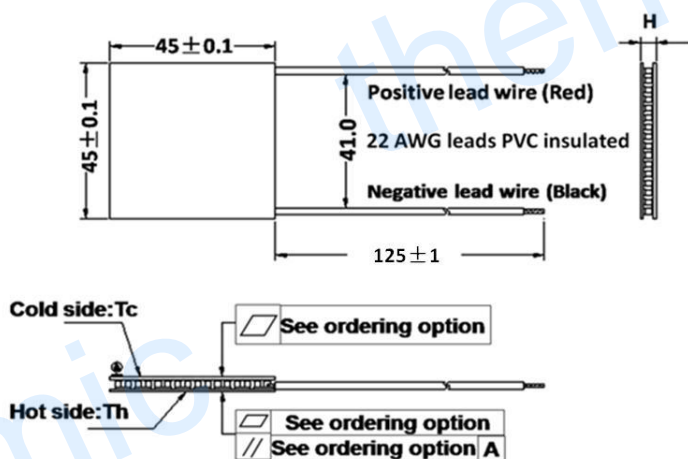 45±0.1
H
45±0.1
41.0
Positive lead wire (Red)
22 AWG leads PVC insulated
Negative lead wire (Black)
125±1
Cold side:Tc
See ordering option
Hot side:Th
See ordering option
// See ordering option A